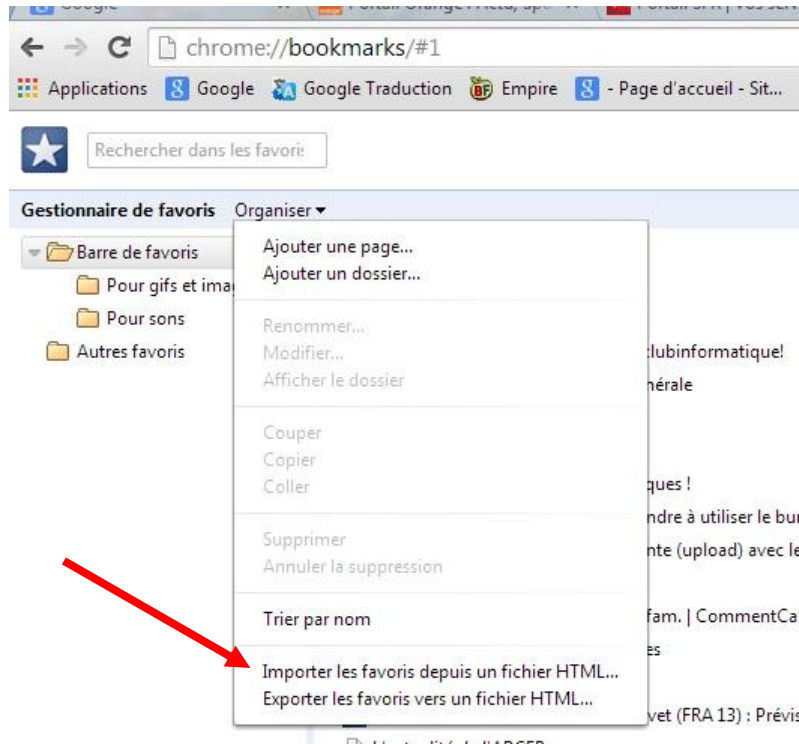 Google
chrome://bookmarks/#1
Applications Google Google Traduction BF Empire - Page d'accueil - Sit...
Rechercher dans les favoris
Gestionnaire de favoris Organiser
Barre de favoris
Pour gifs et ima
Pour sons
Autres favoris
Ajouter une page...
Ajouter un dossier...
Renommer...
Modifier...
Afficher le dossier
Couper
Copier
Coller
Supprimer
Annuler la suppression
Trier par nom
Importer les favoris depuis un fichier HTML...
Exporter les favoris vers un fichier HTML...
lubinformatique!
nérale
ques !
ndre à utiliser le bu
nte (upload) avec le
fam. | CommentCa
es
vet (FRA 13) : Prévis